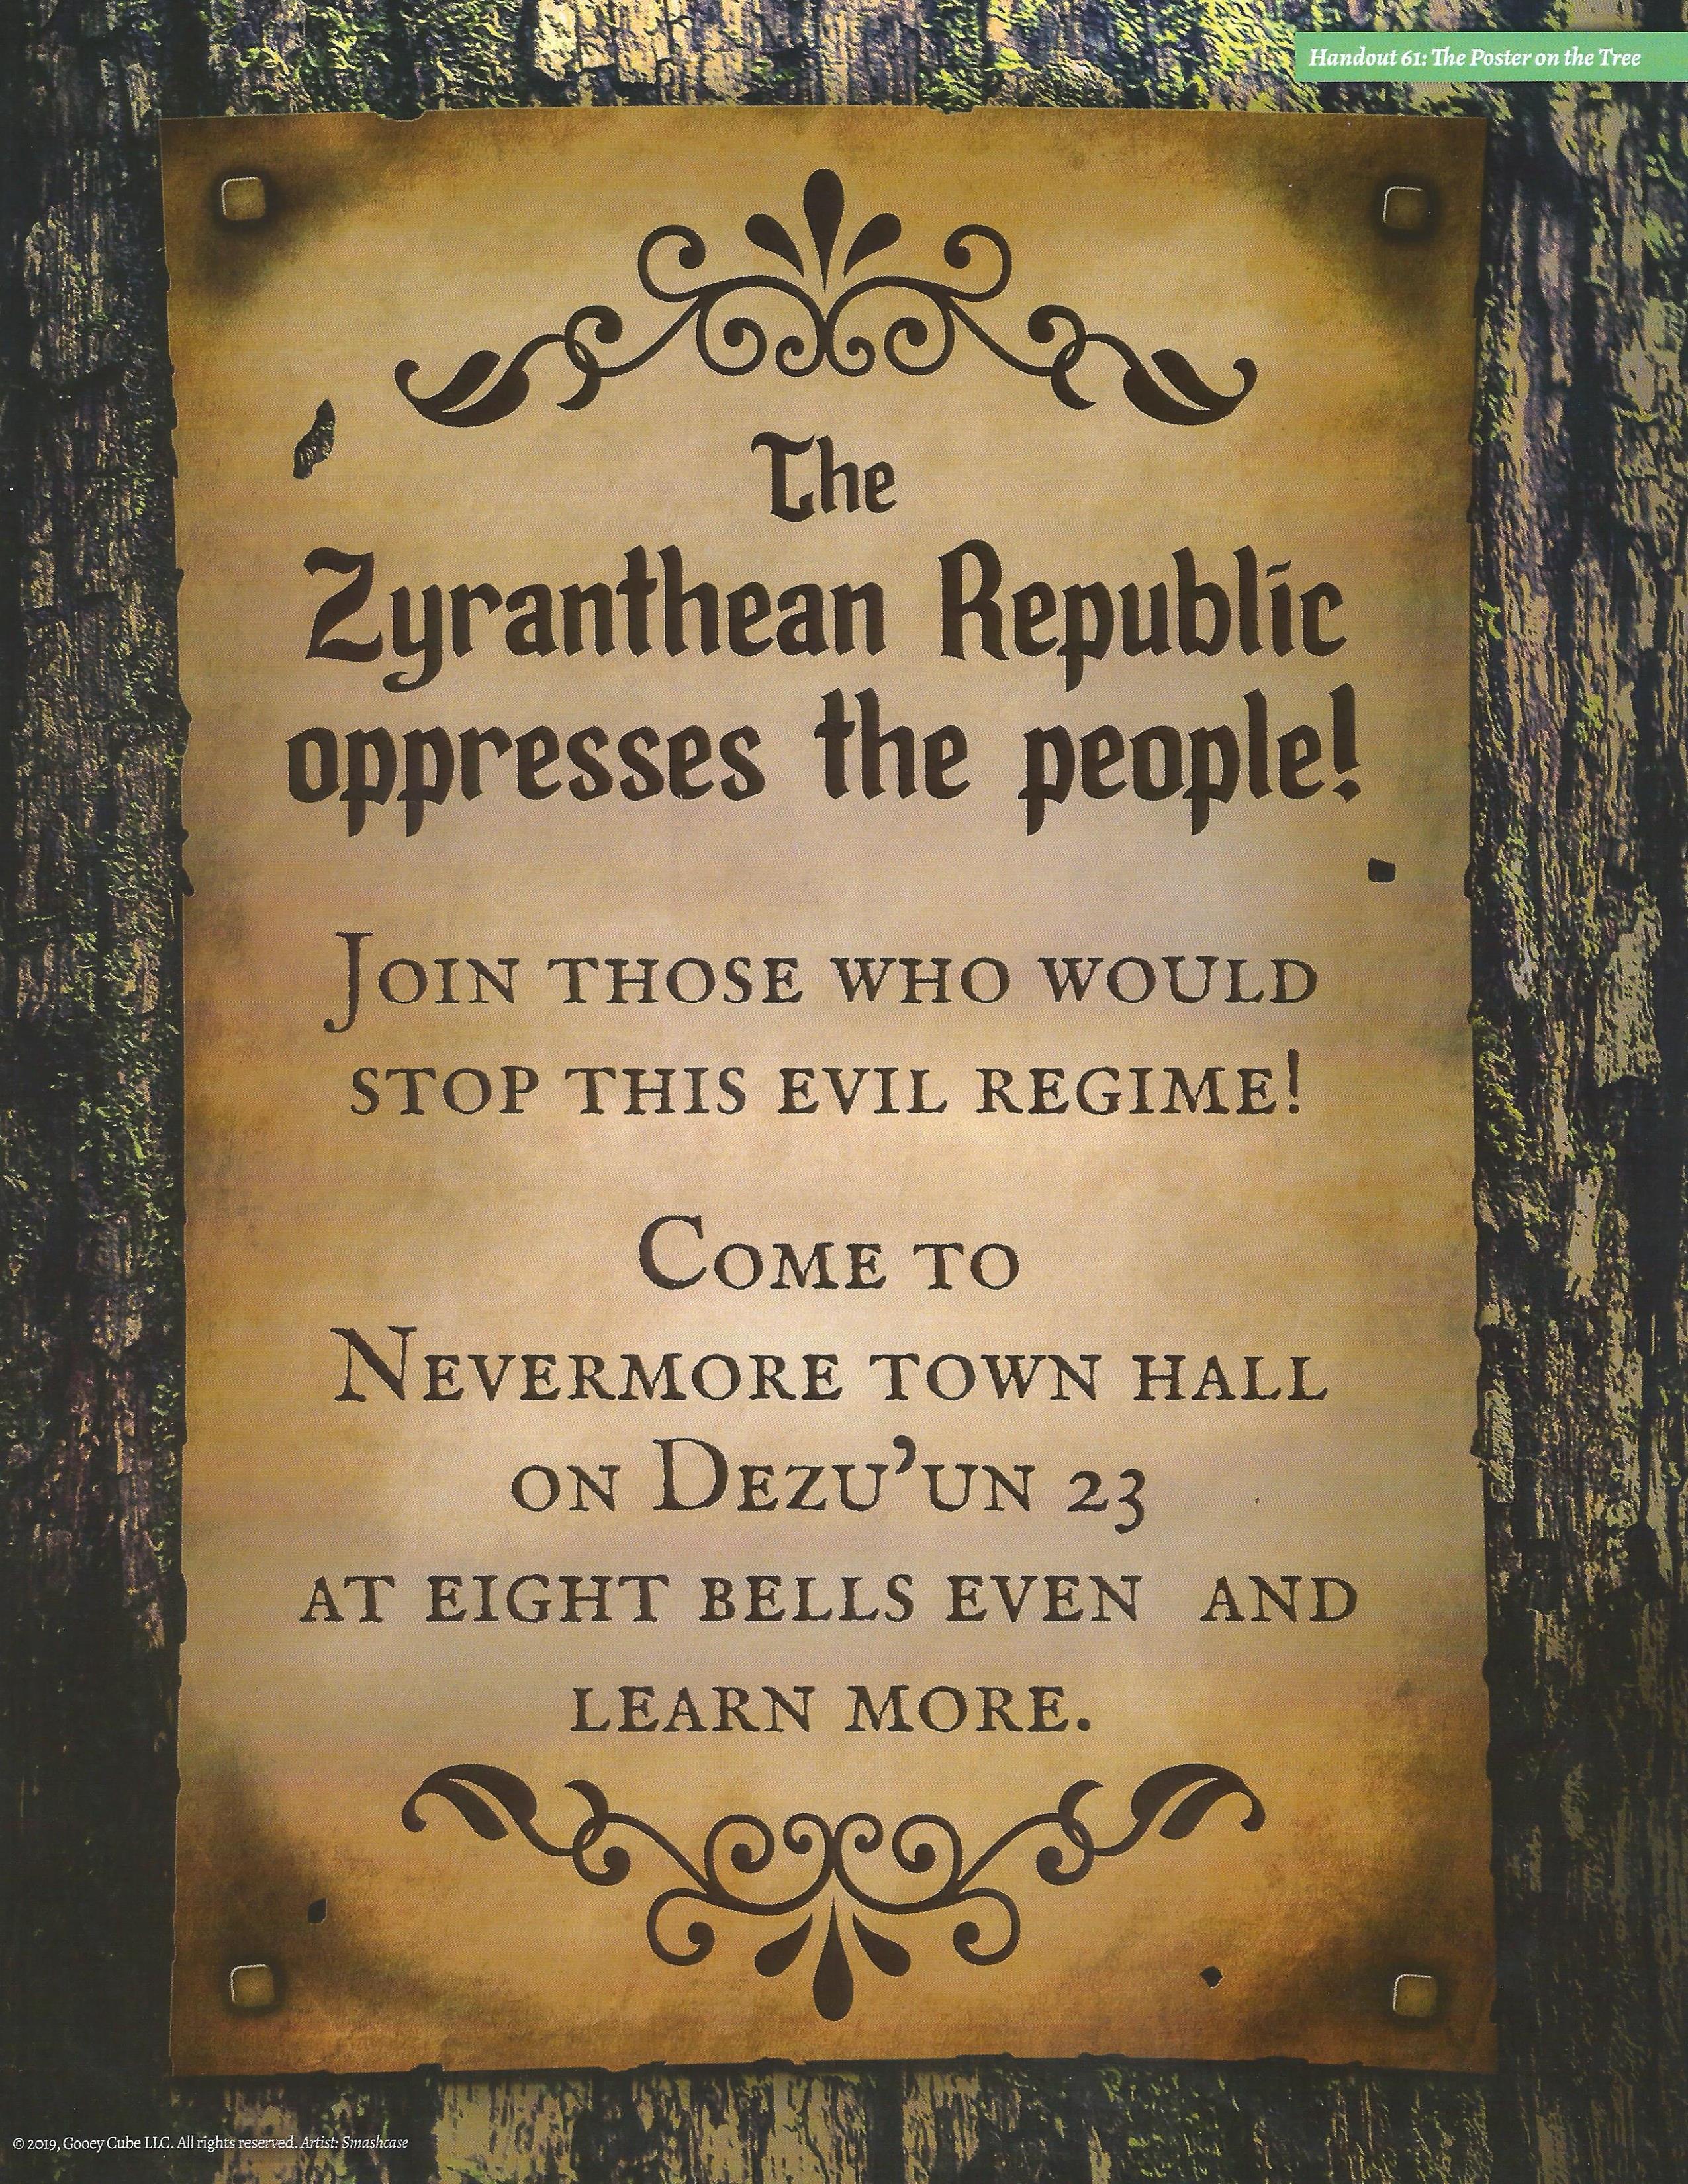 Handout 61: The Poster on the Tree
The
Zyranthean Republic
oppresses the people!
Join those who would
stop this evil regime!
Come to
Nevermore town hall
on Dezu’un 23
at eight bells even and
learn more.
© 2019, Gooey Cube LLC. All rights reserved. Artist: Smashcase